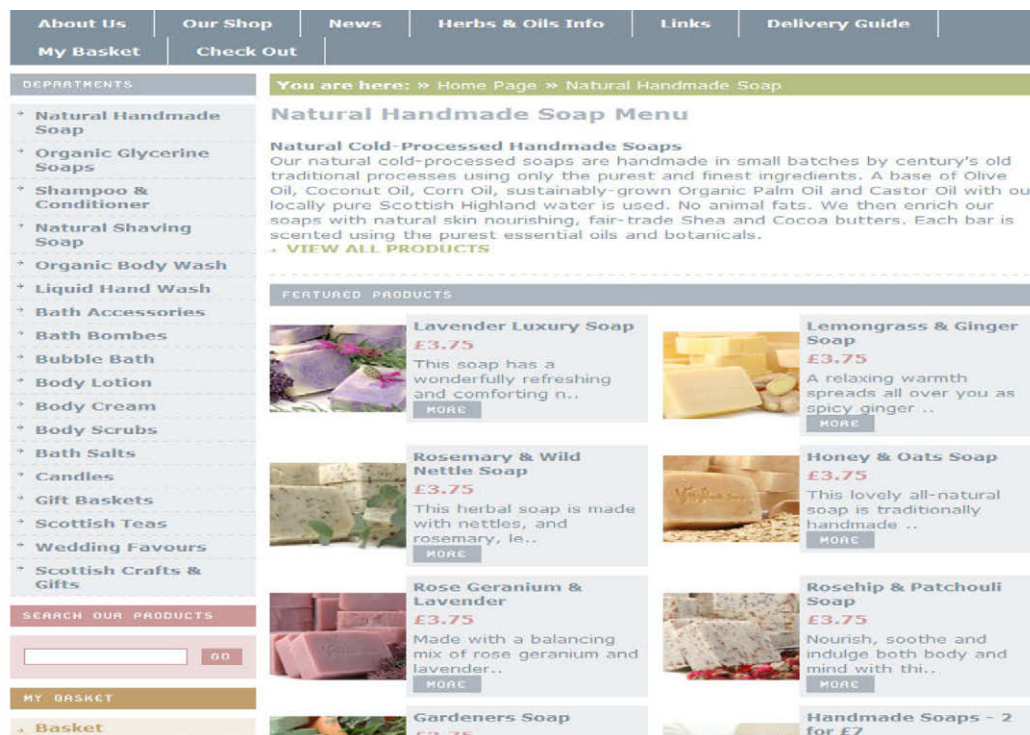 About Us Our Shop News Herbs & Oils Info Links Delivery Guide
My Basket Check Out
DEPARTMENTS
Natural Handmade
Soap
Organic Glycerine
Soaps
Shampoo &
Conditioner
Natural Shaving
Soap
Organic Body Wash
Liquid Hand Wash
Bath Accessories
Bath Bombes
Bubble Bath
Body Lotion
Body Cream
Body Scrubs
Bath Salts
Candles
Gift Baskets
Scottish Teas
Wedding Favours
Scottish Crafts &
Gifts
SEARCH OUR PRODUCTS
GO
MY BASKET
Basket
You are here: » Home Page » Natural Handmade Soap
Natural Handmade Soap Menu
Natural Cold-Processed Handmade Soaps
Our natural cold-processed soaps are handmade in small batches by century's old
traditional processes using only the purest and finest ingredients. A base of Olive
Oil, Coconut Oil, Corn Oil, sustainably-grown Organic Palm Oil and Castor Oil with ou
locally pure Scottish Highland water is used. No animal fats. We then enrich our
soaps with natural skin nourishing, fair-trade Shea and Cocoa butters. Each bar is
scented using the purest essential oils and botanicals.
VIEW ALL PRODUCTS
FEATURED PRODUCTS
Lavender Luxury Soap
£3.75
This soap has a
wonderfully refreshing
and comforting n..
MORE
Lemongrass & Ginger
Soap
£3.75
A relaxing warmth
spreads all over you as
spicy ginger ..
MORE
Rosemary & Wild
Nettle Soap
£3.75
This herbal soap is made
with nettles, and
rosemary, le..
MORE
Honey & Oats Soap
£3.75
This lovely all-natural
soap is traditionally
handmade ..
MORE
Rose Geranium &
Lavender
£3.75
Made with a balancing
mix of rose geranium and
lavender..
MORE
Rosehip & Patchouli
Soap
£3.75
Nourish, soothe and
indulge both body and
mind with thi..
MORE
Gardeners Soap
£3.75
Handmade Soaps - 2
for £7